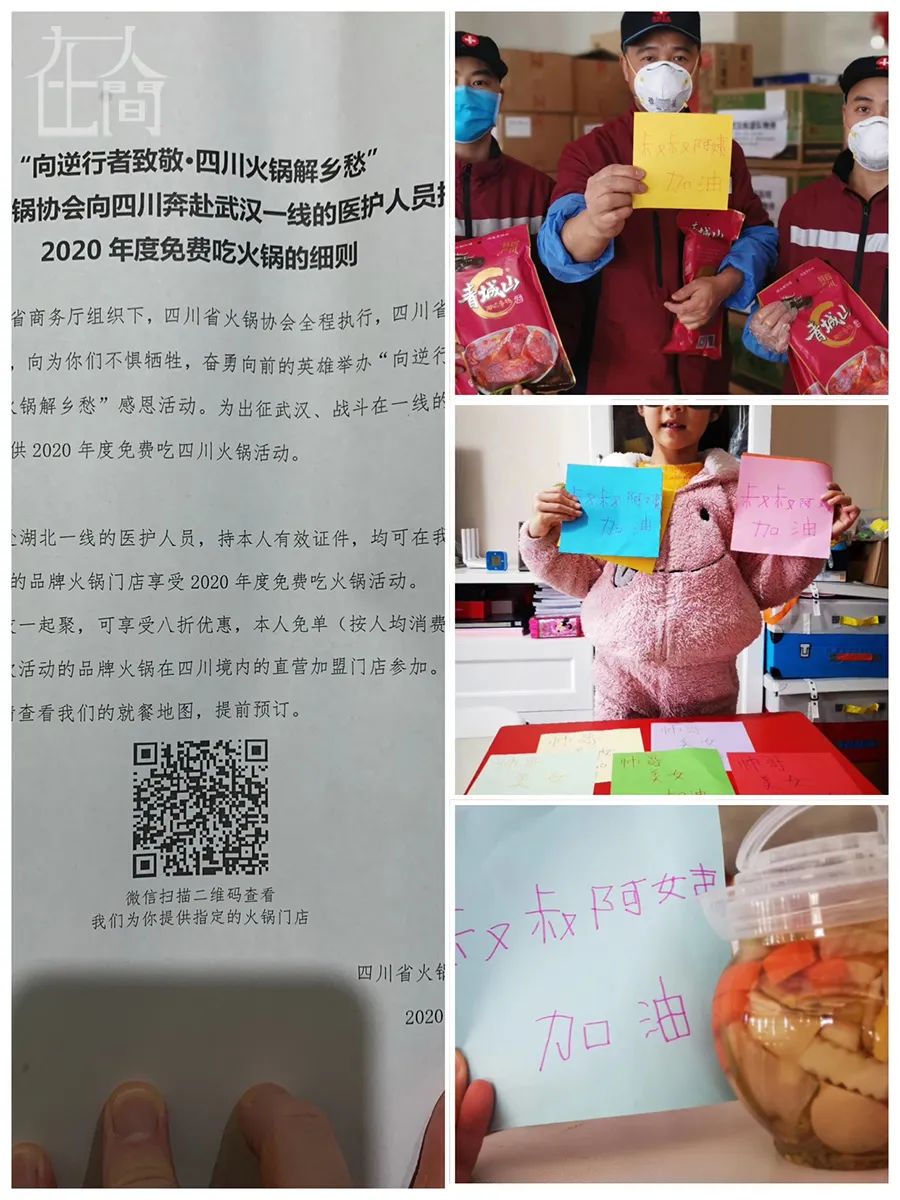 在人間
“向逆行者致敬·四川火锅解乡愁”
锅协会向四川奔赴武汉一线的医护人员
2020 年度免费吃火锅的细则
省商务厅组织下，四川省火锅协会全程执行，四川省
，向为你们不惧牺牲，奋勇向前的英雄举办“向逆行
火锅解乡愁”感恩活动。为出征武汉、战斗在一线的
供 2020 年度免费吃四川火锅活动。
湖北一线的医护人员，持本人有效证件，均可在我
的品牌火锅门店享受 2020 年度免费吃火锅活动。
一起聚，可享受八折优惠，本人免单（按人均消费
活动的品牌火锅在四川境内的直营加盟门店参加。
查看我们的就餐地图，提前预订。
微信扫描二维码查看
我们为你提供指定的火锅门店
四川省火锅
2020
叔叔阿姨
加油
青城山
青城山
青城山
叔叔阿姨
加油
叔叔阿姨
加油
帅哥
美女
帅哥
美女
帅哥
美女
加油
帅哥
美女
帅哥
美女
叔叔阿姨
加油